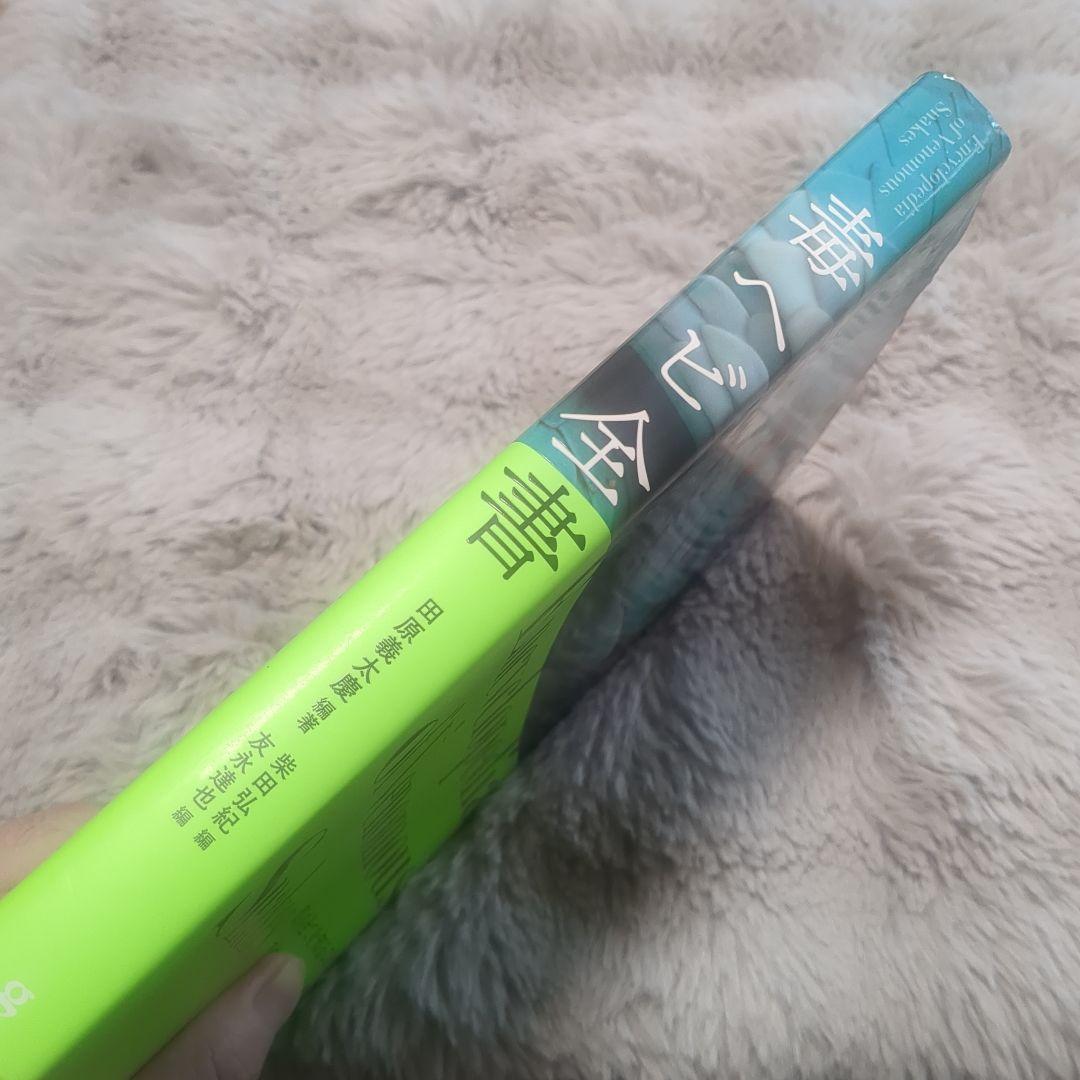 Encyclopedia
of Venomous
Snakes
毒ヘビ全書
田原義太慶 編著
柴田弘紀 編
友永達也 編
g